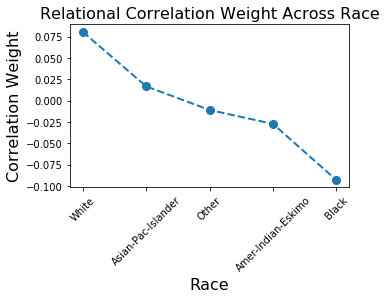 Relational Correlation Weight Across Race
Correlation Weight
0.075
0.050
0.025
0.000
−0.025
−0.050
−0.075
−0.100
White
Asian-Pac-Islander
Other
Amer-Indian-Eskimo
Black
Race